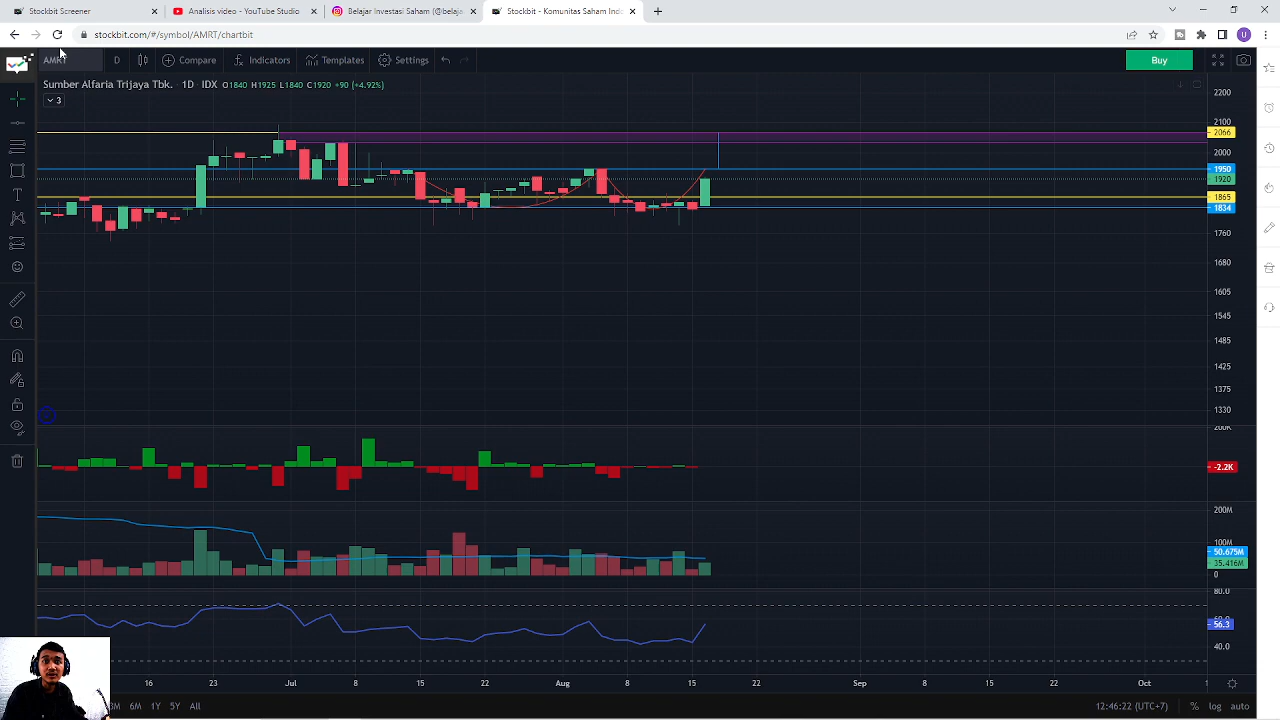 Stockbit Screener
Analisis video - YouTube Studio
Belajar Investasi Saham (@belaja
Stockbit - Komunitas Saham Ind
stockbit.com/#/symbol/AMRT/chartbit
U
AMRT
D
Compare
Indicators
Templates
Settings
Buy
Sumber Alfaria Trijaya Tbk. · 1D · IDX O1840 H1925 L1840 C1920 +90 (+4.92%)
3
2200
2100
2066
2000
1950
1920
1865
1834
1760
1680
1605
1545
1485
1425
1375
1330
200K
-2.2K
200M
100M
50.675M
35.416M
0
80.0
56.3
40.0
16 23 Jul 8 15 22 Aug 8 15 22 Sep 8 15 22 Oct
3M 6M 1Y 5Y All
12:46:22 (UTC+7) % log auto